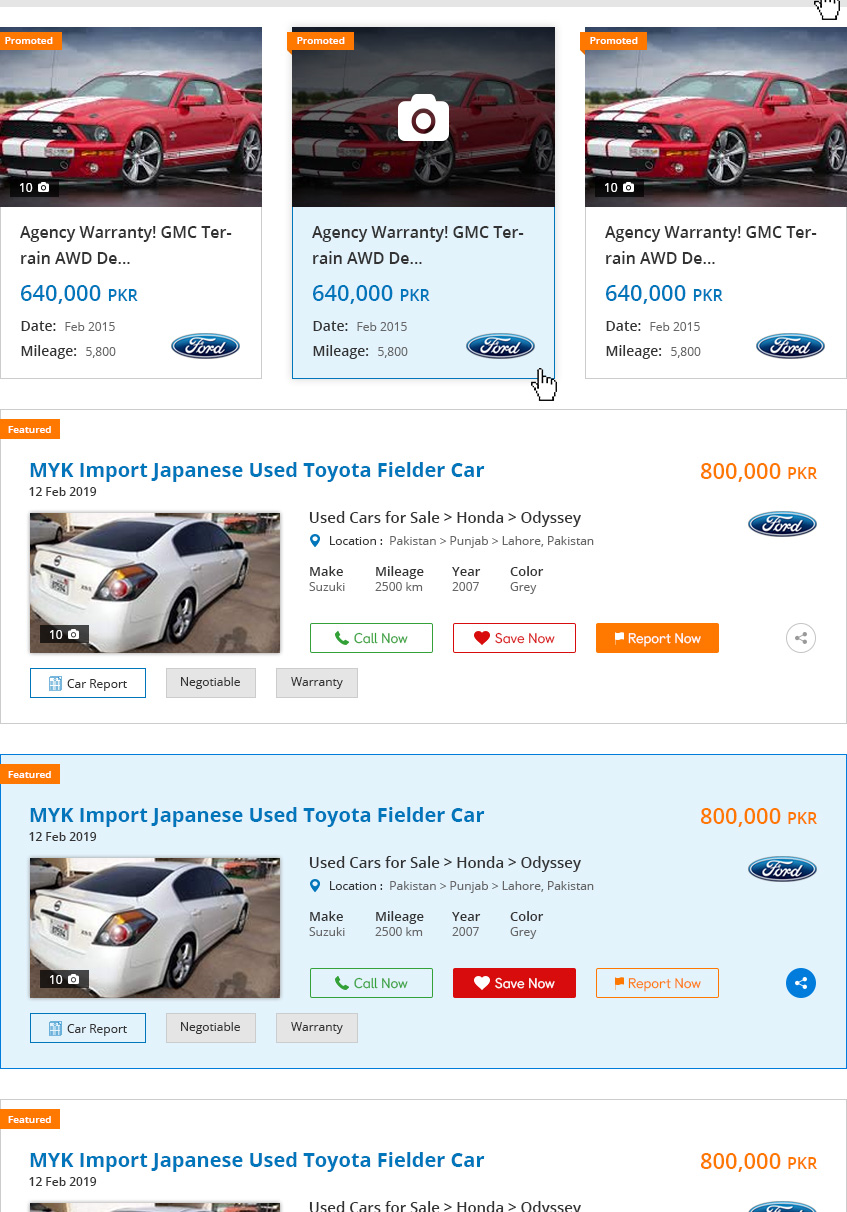 Promoted
10
Agency Warranty! GMC Ter-
rain AWD De...
640,000 PKR
Date: Feb 2015
Mileage: 5,800
Ford
Promoted
Agency Warranty! GMC Ter-
rain AWD De...
640,000 PKR
Date: Feb 2015
Mileage: 5,800
Ford
Promoted
10
Agency Warranty! GMC Ter-
rain AWD De...
640,000 PKR
Date: Feb 2015
Mileage: 5,800
Ford
Featured
MYK Import Japanese Used Toyota Fielder Car
800,000 PKR
12 Feb 2019
10
Used Cars for Sale > Honda > Odyssey
Ford
Location : Pakistan > Punjab > Lahore, Pakistan
Make Mileage Year Color
Suzuki 2500 km 2007 Grey
Call Now Save Now Report Now
Car Report Negotiable Warranty
Featured
MYK Import Japanese Used Toyota Fielder Car
800,000 PKR
12 Feb 2019
10
Used Cars for Sale > Honda > Odyssey
Ford
Location : Pakistan > Punjab > Lahore, Pakistan
Make Mileage Year Color
Suzuki 2500 km 2007 Grey
Call Now Save Now Report Now
Car Report Negotiable Warranty
Featured
MYK Import Japanese Used Toyota Fielder Car
800,000 PKR
12 Feb 2019
Used Cars for Sale > Honda > Odyssey